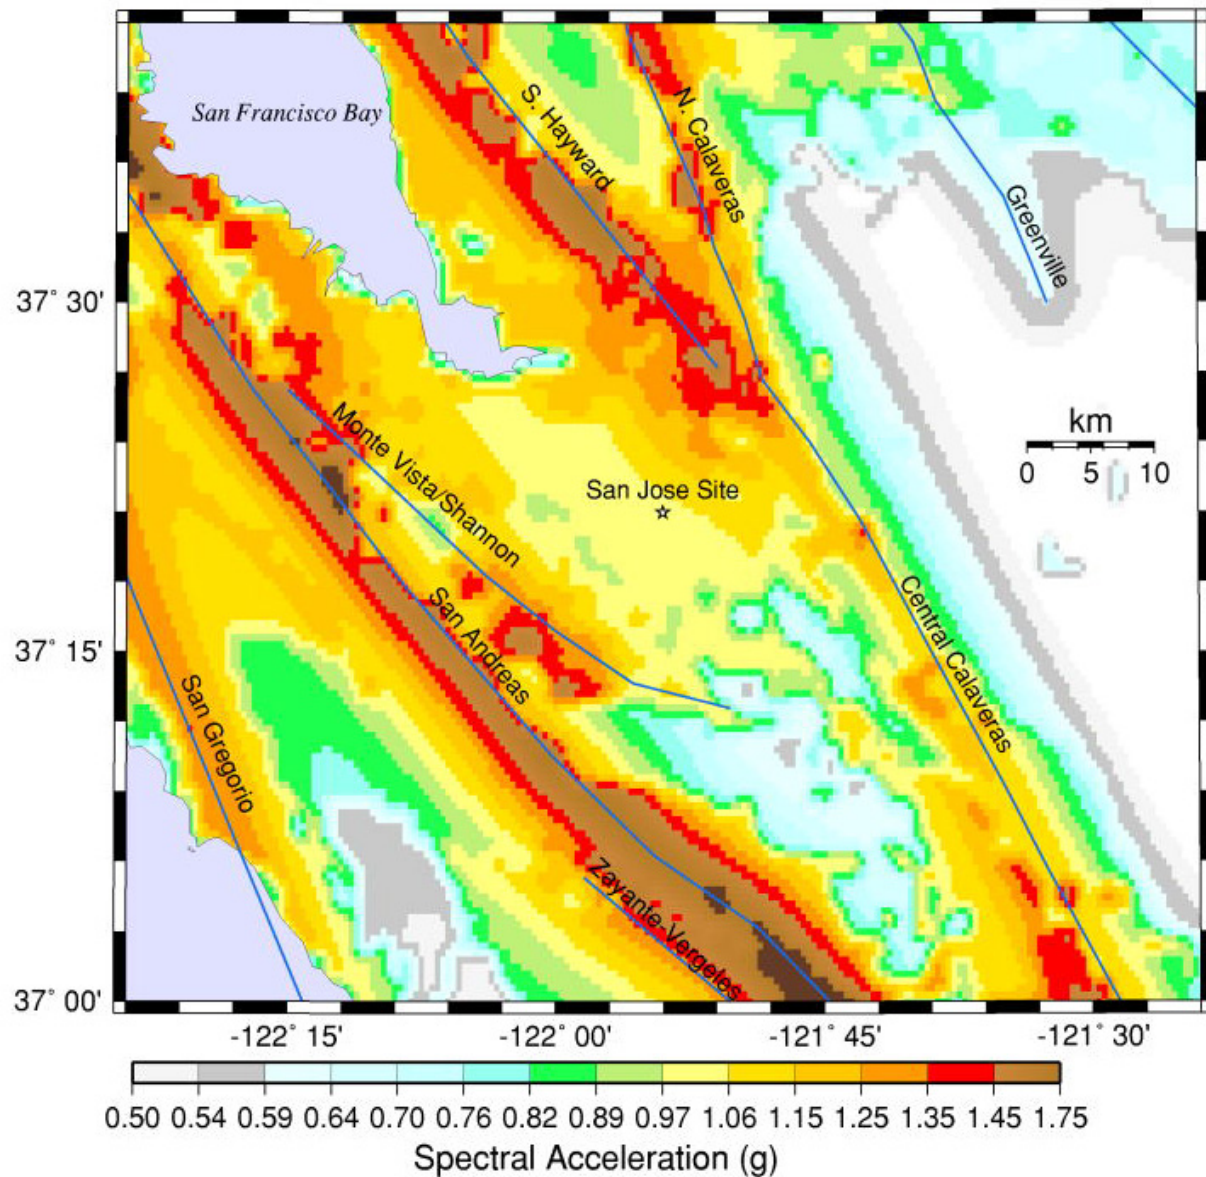 San Francisco Bay
S. Hayward
N. Calaveras
Greenville
37° 30'
km
0 5 10
Monte Vista/Shannon
San Jose Site
Central Calaveras
San Andreas
37° 15'
San Gregorio
Zayante-Vergeles
37° 00'
-122° 15' -122° 00' -121° 45' -121° 30'
0.50 0.54 0.59 0.64 0.70 0.76 0.82 0.89 0.97 1.06 1.15 1.25 1.35 1.45 1.75
Spectral Acceleration (g)